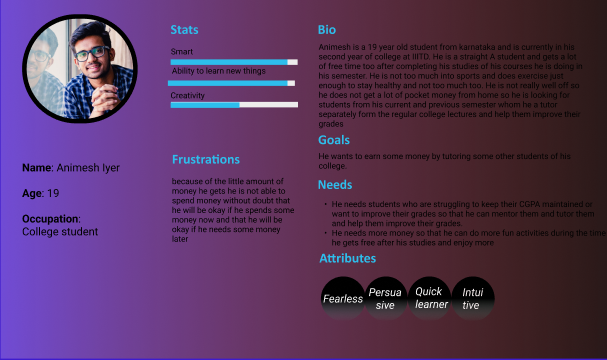 Stats
Smart
Ability to learn new things
Creativity
Name: Animesh Iyer
Age: 19
Occupation:
College student
Frustrations
because of the little amount of
money he gets he is not able to
spend money without doubt that
he will be okay if he spends some
money now and that he will be
okay if he needs some money
later
Bio
Animesh is a 19 year old student from karnataka and is currently in his
second year of college at IIITD. He is a straight A student and gets a lot
of free time too after completing his studies of his courses he is doing in
his semester. He is not too much into sports and does exercise just
enough to stay healthy and not too much too. He is not really well off so
he does not get a lot of pocket money from home so he is looking for
students from his current and previous semester whom he a tutor
separately form the regular college lectures and help them improve their
grades
Goals
He wants to earn some money by tutoring some other students of his
college.
Needs
• He needs students who are struggling to keep their CGPA maintained or
want to improve their grades so that he can mentor them and tutor them
and help them improve their grades.
• He needs more money so that he can do more fun activities during the time
he gets free after his studies and enjoy more
Attributes
Fearless
Persua
sive
Quick
learner
Intui
tive